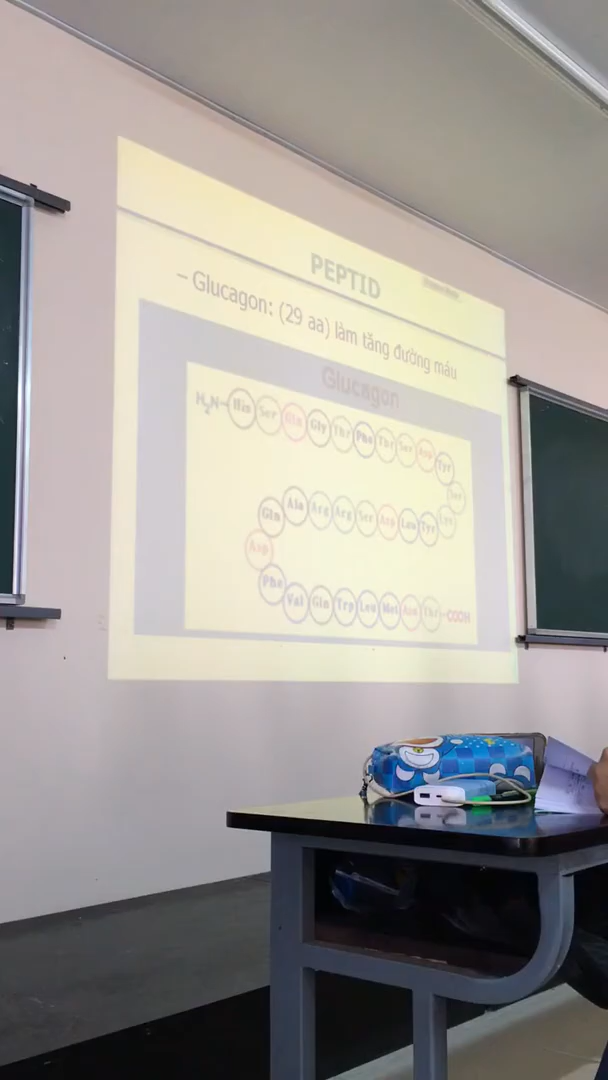 PEPTID
– Glucagon: (29 aa) làm tăng đường máu
Glucagon
H₂N– His Ser Gln Gly Thr Phe Thr Ser Asp Tyr
Ser
Gln Ala Arg Arg Ser Asp Leu Tyr Lys
Asp
Phe
Val Gln Trp Leu Met Asn Thr –COOH